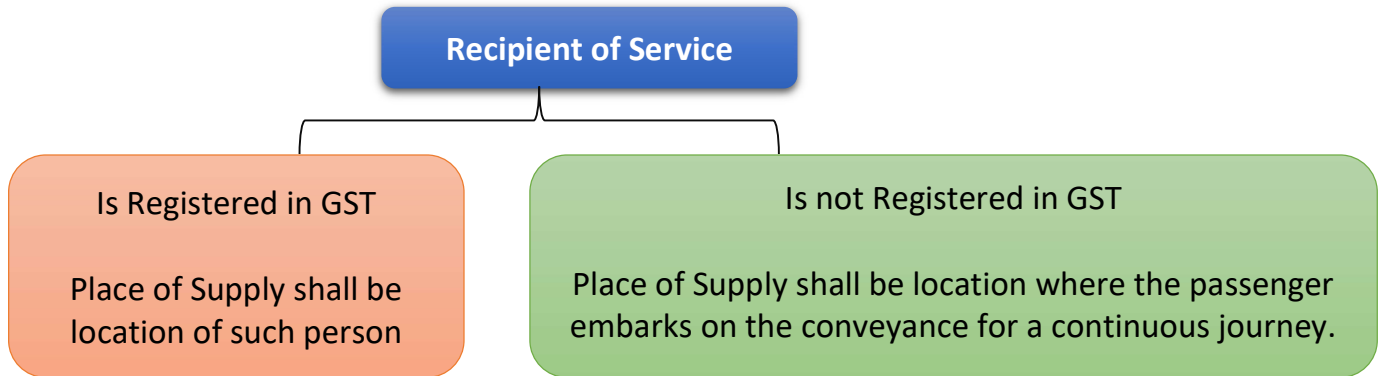 Recipient of Service
Is Registered in GST
Place of Supply shall be
location of such person
Is not Registered in GST
Place of Supply shall be location where the passenger
embarks on the conveyance for a continuous journey.